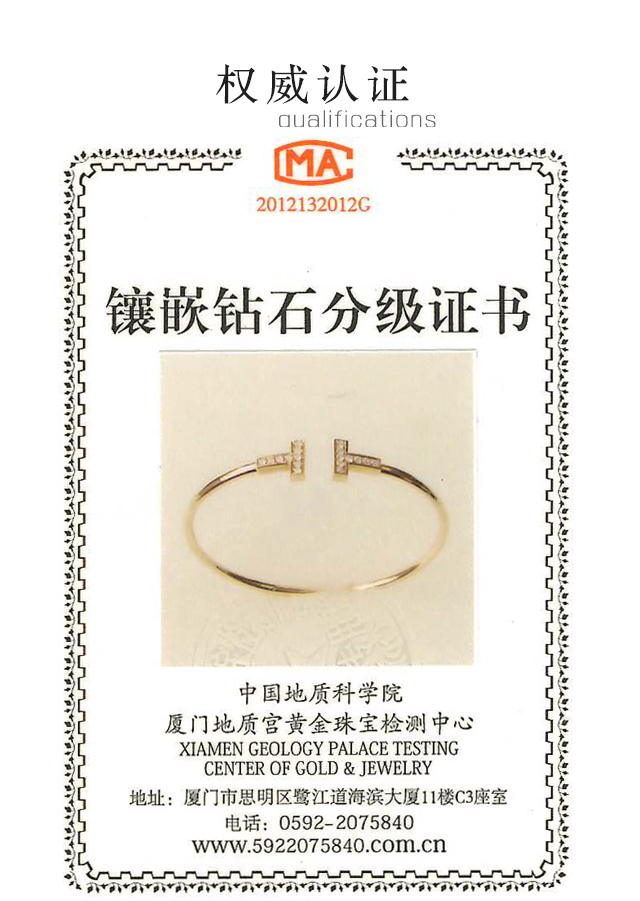 权威认证
qualifications
MA
2012132012G
镶嵌钻石分级证书
中国地质科学院
厦门地质宫黄金珠宝检测中心
XIAMEN GEOLOGY PALACE TESTING
CENTER OF GOLD & JEWELRY
地址：厦门市思明区鹭江道海滨大厦11楼C3座室
电话：0592-2075840
www.5922075840.com.cn